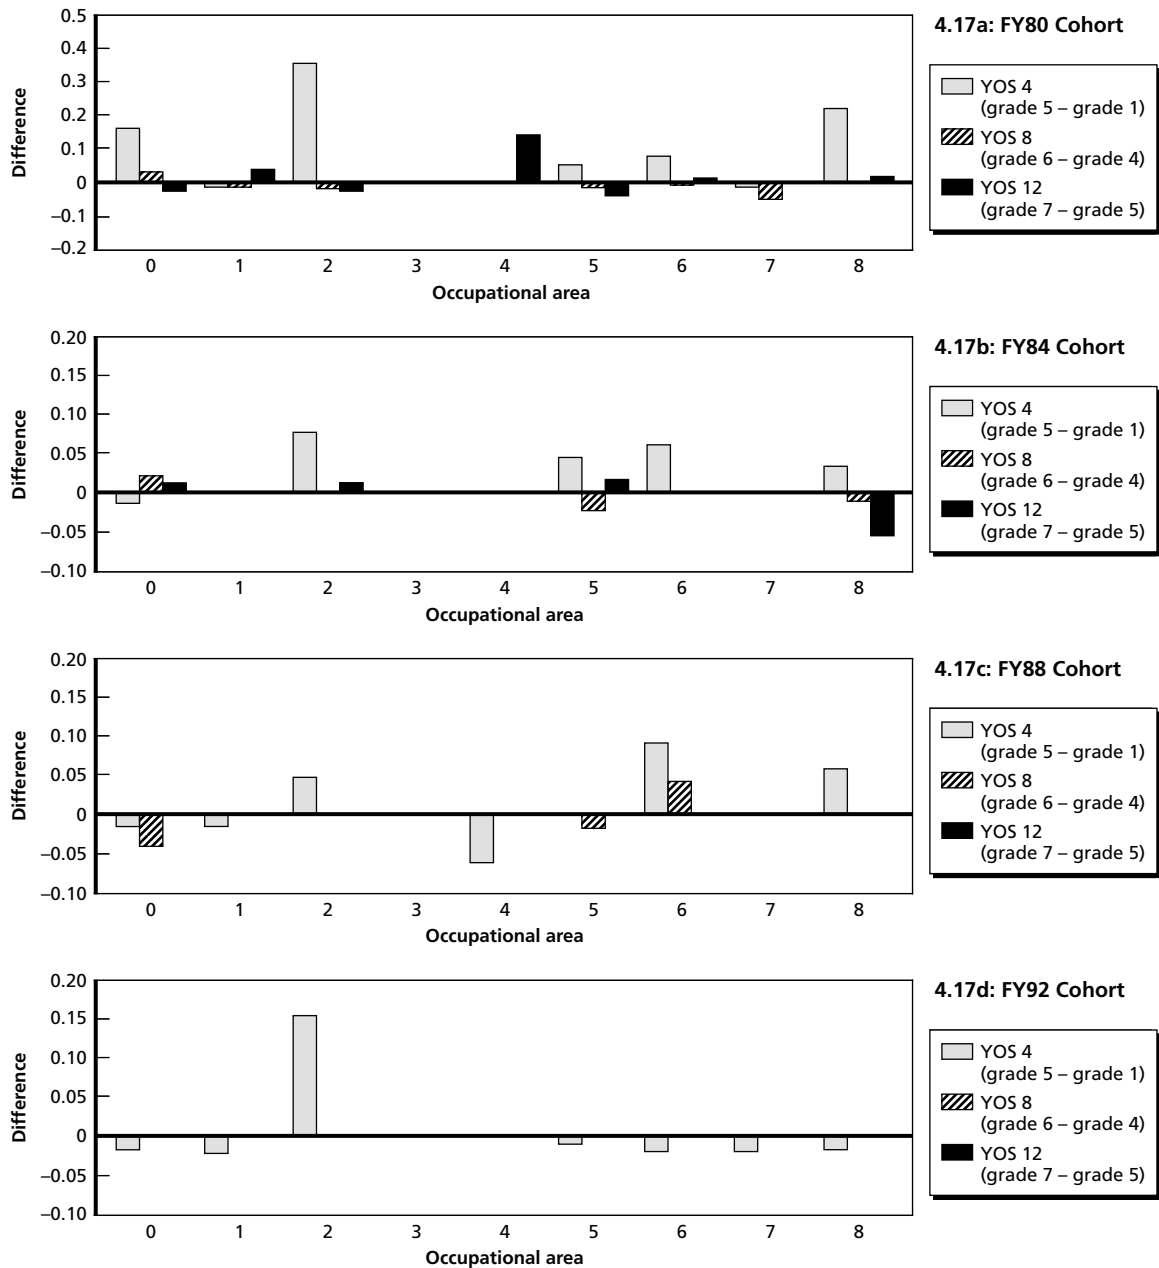 4.17a: FY80 Cohort
Difference
0.5
0.4
0.3
0.2
0.1
0
–0.1
–0.2
0 1 2 3 4 5 6 7 8
Occupational area
YOS 4
(grade 5 – grade 1)
YOS 8
(grade 6 – grade 4)
YOS 12
(grade 7 – grade 5)
4.17b: FY84 Cohort
Difference
0.20
0.15
0.10
0.05
0
–0.05
–0.10
0 1 2 3 4 5 6 7 8
Occupational area
YOS 4
(grade 5 – grade 1)
YOS 8
(grade 6 – grade 4)
YOS 12
(grade 7 – grade 5)
4.17c: FY88 Cohort
Difference
0.20
0.15
0.10
0.05
0
–0.05
–0.10
0 1 2 3 4 5 6 7 8
Occupational area
YOS 4
(grade 5 – grade 1)
YOS 8
(grade 6 – grade 4)
YOS 12
(grade 7 – grade 5)
4.17d: FY92 Cohort
Difference
0.20
0.15
0.10
0.05
0
–0.05
–0.10
0 1 2 3 4 5 6 7 8
Occupational area
YOS 4
(grade 5 – grade 1)
YOS 8
(grade 6 – grade 4)
YOS 12
(grade 7 – grade 5)